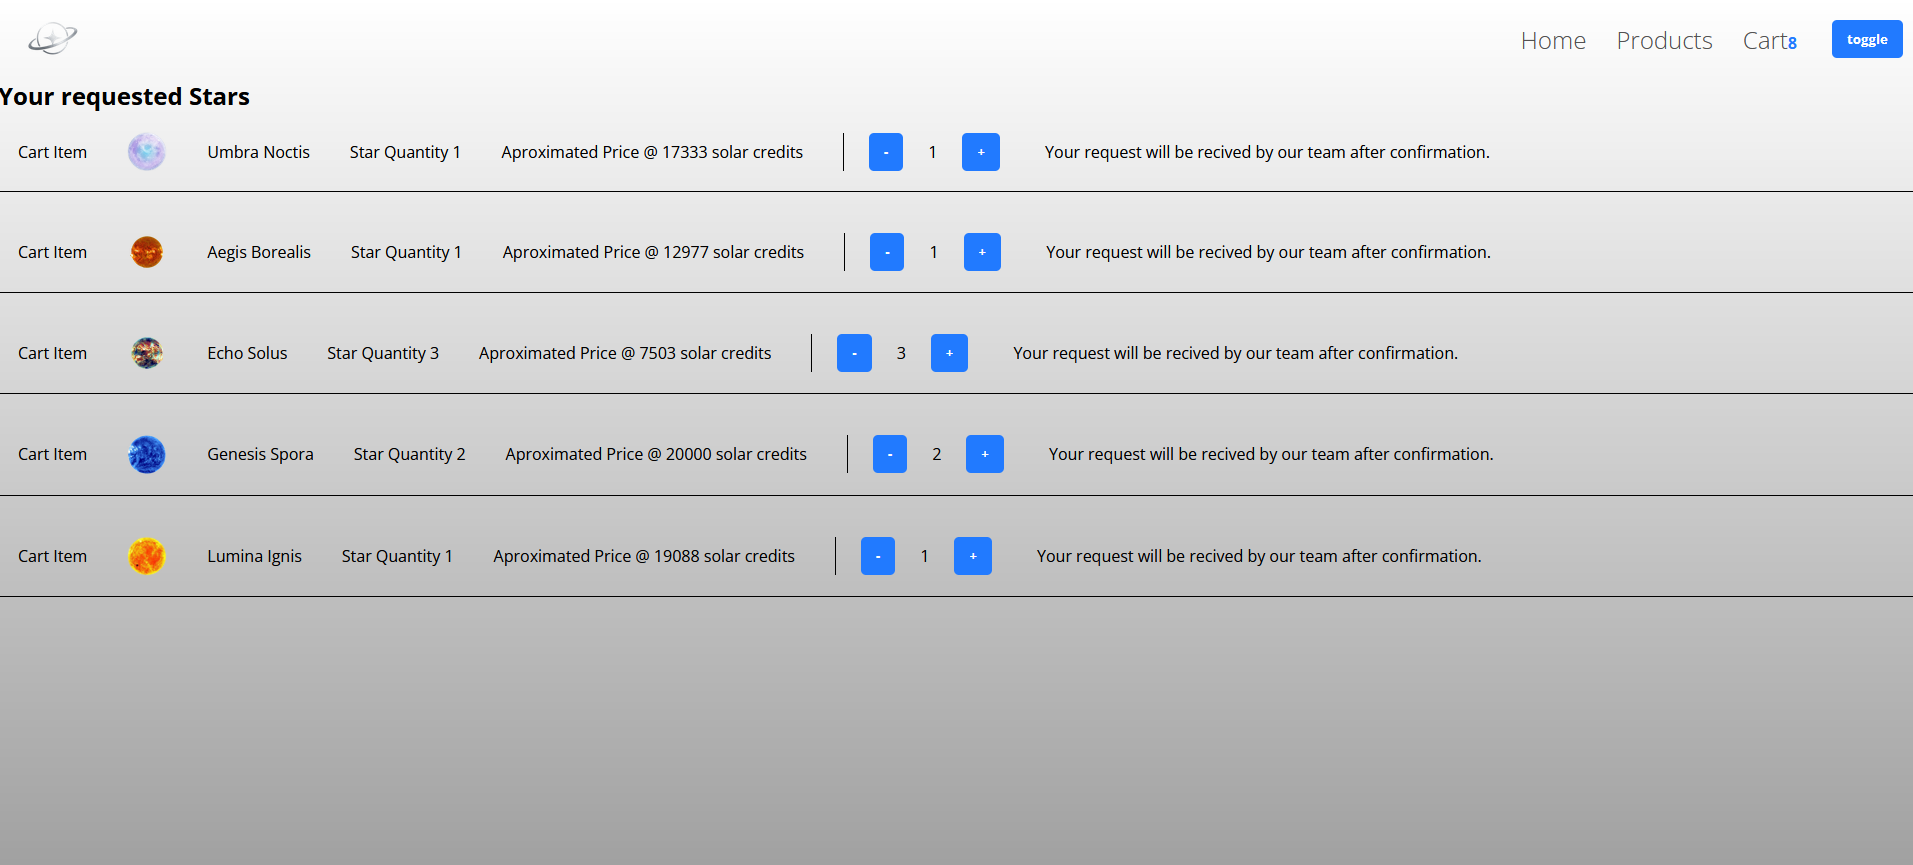 Home Products Cart8 toggle
Your requested Stars
Cart Item Umbra Noctis Star Quantity 1 Aproximated Price @ 17333 solar credits - 1 + Your request will be recived by our team after confirmation.
Cart Item Aegis Borealis Star Quantity 1 Aproximated Price @ 12977 solar credits - 1 + Your request will be recived by our team after confirmation.
Cart Item Echo Solus Star Quantity 3 Aproximated Price @ 7503 solar credits - 3 + Your request will be recived by our team after confirmation.
Cart Item Genesis Spora Star Quantity 2 Aproximated Price @ 20000 solar credits - 2 + Your request will be recived by our team after confirmation.
Cart Item Lumina Ignis Star Quantity 1 Aproximated Price @ 19088 solar credits - 1 + Your request will be recived by our team after confirmation.